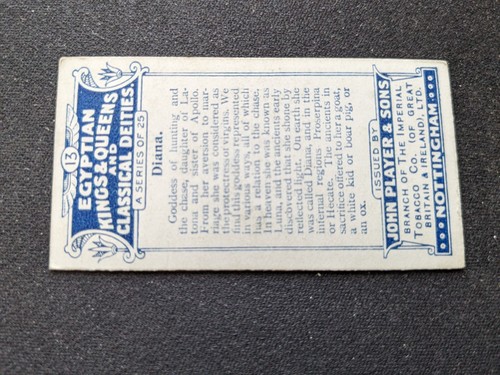 13
EGYPTIAN
KINGS & QUEENS
AND
CLASSICAL DEITIES.
A SERIES OF 25
Diana.
Goddess of hunting and
the chase, daughter of La-
tona and sister to Apollo.
From her aversion to mar-
riage she was considered as
the protectress of virgins. We
find this goddess represented
in various ways, all of which
has a relation to the chase.
In heaven she was known as
Luna, and the ancients early
discovered that she shone by
reflected light. On earth she
was called Diana, and in the
infernal regions Proserpina
or Hecate. The ancients in
sacrifice offered to her a goat,
a white kid or boar pig, or
an ox.
ISSUED BY
JOHN PLAYER & SONS
BRANCH OF THE IMPERIAL
TOBACCO CO. (OF GREAT
BRITAIN & IRELAND), LTD.
NOTTINGHAM